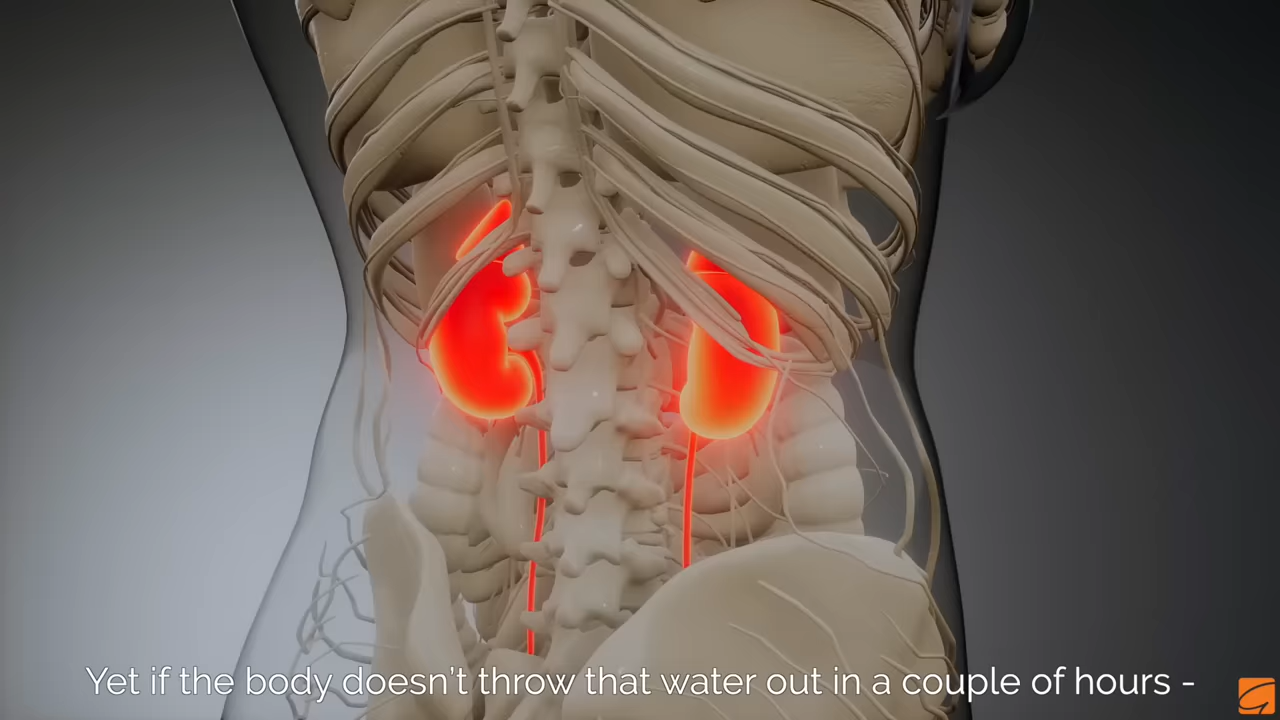 Yet if the body doesn't throw that water out in a couple of hours -